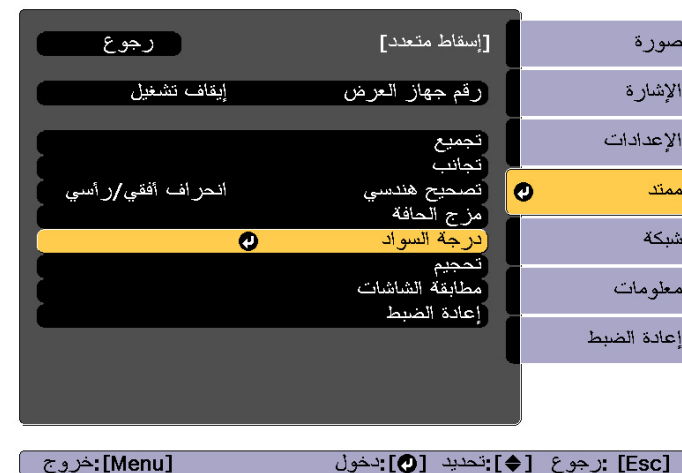 صورة
الإشارة
الإعدادات
ممتد
شبكة
معلومات
إعادة الضبط
[إسقاط متعدد] رجوع
رقم جهاز العرض إيقاف تشغيل
تجميع
تجانب
تصحيح هندسي انحراف أفقي/رأسي
مزج الحافة
درجة السواد
تحجيم
مطابقة الشاشات
إعادة الضبط
[Esc] :رجوع [◆]:تحديد [↵]:دخول [Menu]:خروج